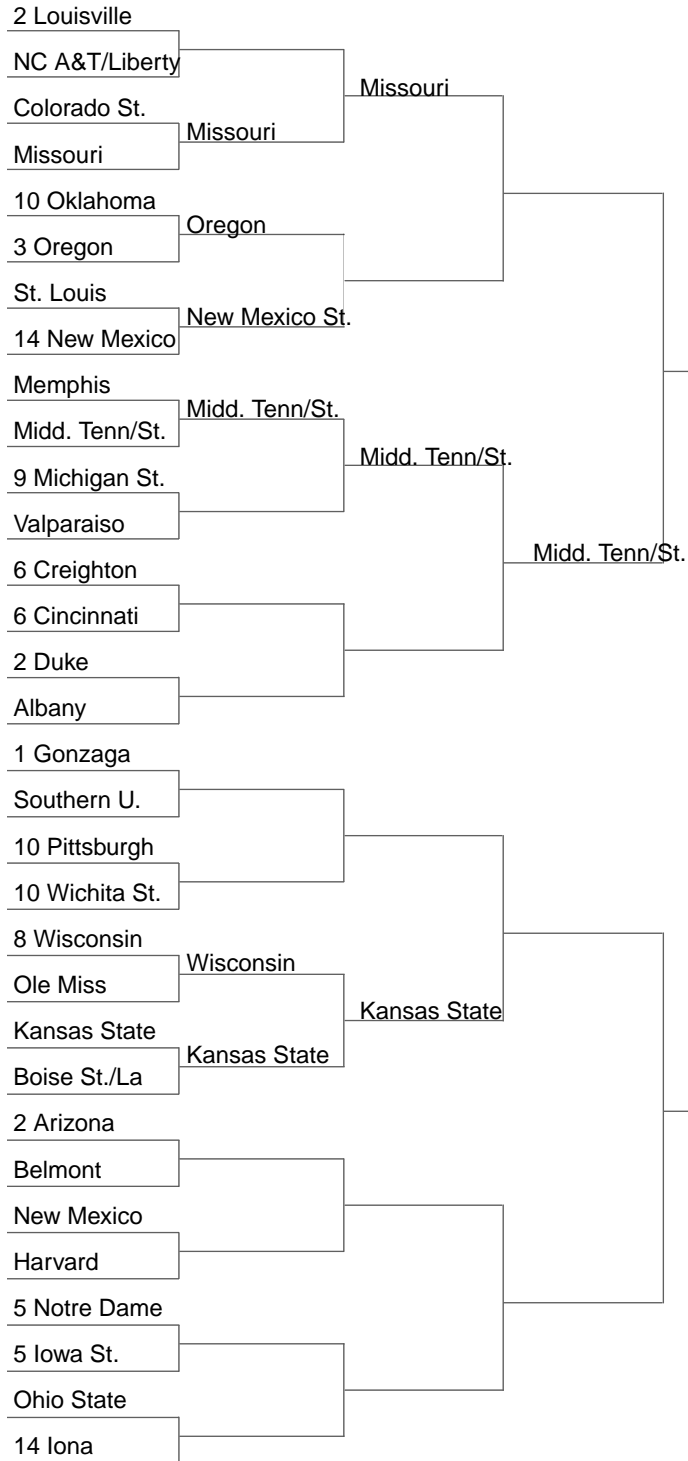 2 Louisville
NC A&T/Liberty
Missouri
Colorado St.
Missouri
Missouri
10 Oklahoma
Oregon
3 Oregon
St. Louis
New Mexico St.
14 New Mexico
Memphis
Midd. Tenn/St.
Midd. Tenn/St.
Midd. Tenn/St.
9 Michigan St.
Valparaiso
Midd. Tenn/St.
6 Creighton
6 Cincinnati
2 Duke
Albany
1 Gonzaga
Southern U.
10 Pittsburgh
10 Wichita St.
8 Wisconsin
Wisconsin
Ole Miss
Kansas State
Kansas State
Kansas State
Boise St./La
2 Arizona
Belmont
New Mexico
Harvard
5 Notre Dame
5 Iowa St.
Ohio State
14 Iona